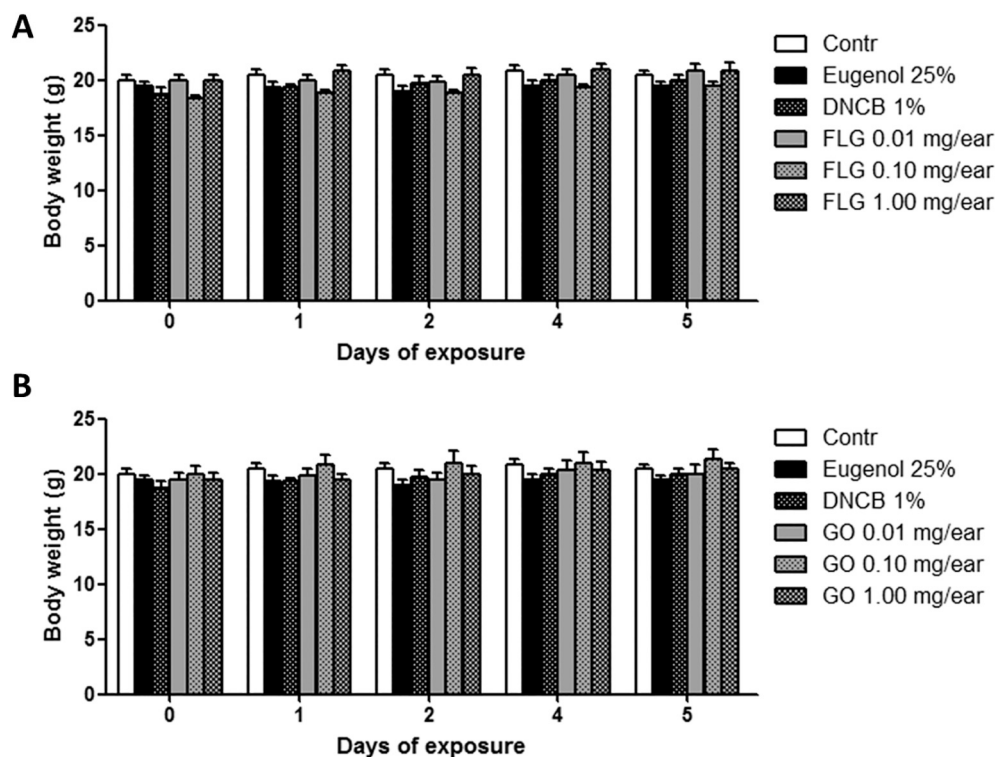 A
Body weight (g)
25
20
15
10
5
0
0 1 2 4 5
Days of exposure
Contr
Eugenol 25%
DNCB 1%
FLG 0.01 mg/ear
FLG 0.10 mg/ear
FLG 1.00 mg/ear
B
Body weight (g)
25
20
15
10
5
0
0 1 2 4 5
Days of exposure
Contr
Eugenol 25%
DNCB 1%
GO 0.01 mg/ear
GO 0.10 mg/ear
GO 1.00 mg/ear